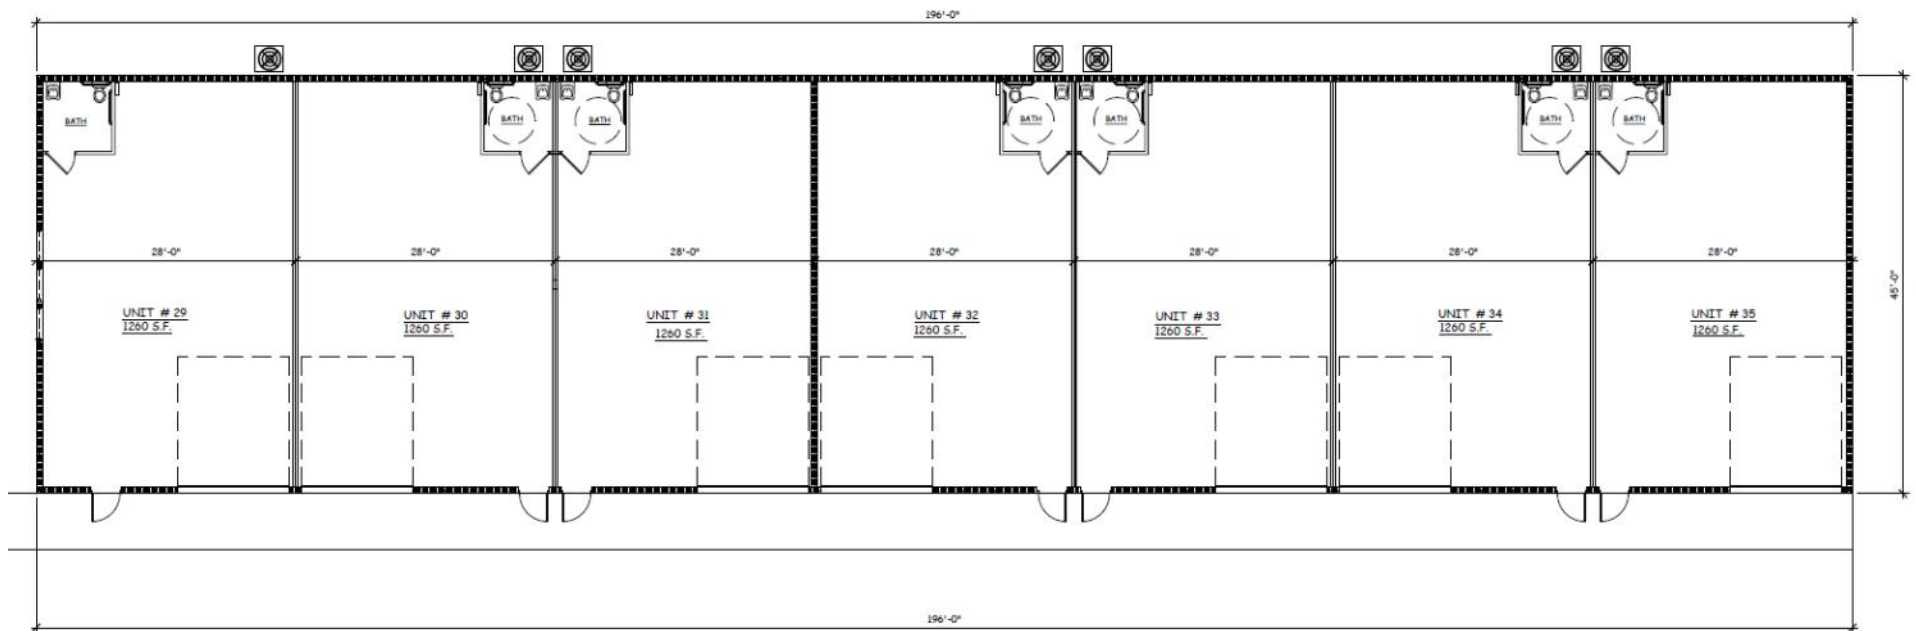 196'-0"
BATH
BATH
BATH
BATH
BATH
BATH
BATH
28'-0"
28'-0"
28'-0"
28'-0"
28'-0"
28'-0"
28'-0"
45'-0"
UNIT # 29
1260 S.F.
UNIT # 30
1260 S.F.
UNIT # 31
1260 S.F.
UNIT # 32
1260 S.F.
UNIT # 33
1260 S.F.
UNIT # 34
1260 S.F.
UNIT # 35
1260 S.F.
196'-0"